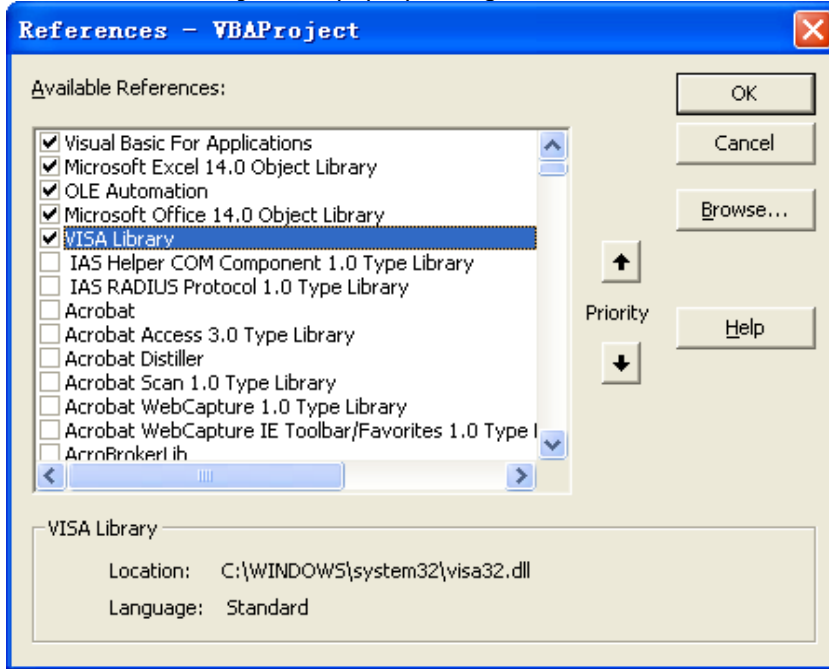 References - VBAProject
Available References:
OK
Visual Basic For Applications
Cancel
Microsoft Excel 14.0 Object Library
OLE Automation
Microsoft Office 14.0 Object Library
Browse...
VISA Library
IAS Helper COM Component 1.0 Type Library
IAS RADIUS Protocol 1.0 Type Library
Acrobat
Priority
Help
Acrobat Access 3.0 Type Library
Acrobat Distiller
Acrobat Scan 1.0 Type Library
Acrobat WebCapture 1.0 Type Library
Acrobat WebCapture IE Toolbar/Favorites 1.0 Type
AcroBrokerLib
VISA Library
Location: C:\WINDOWS\system32\visa32.dll
Language: Standard